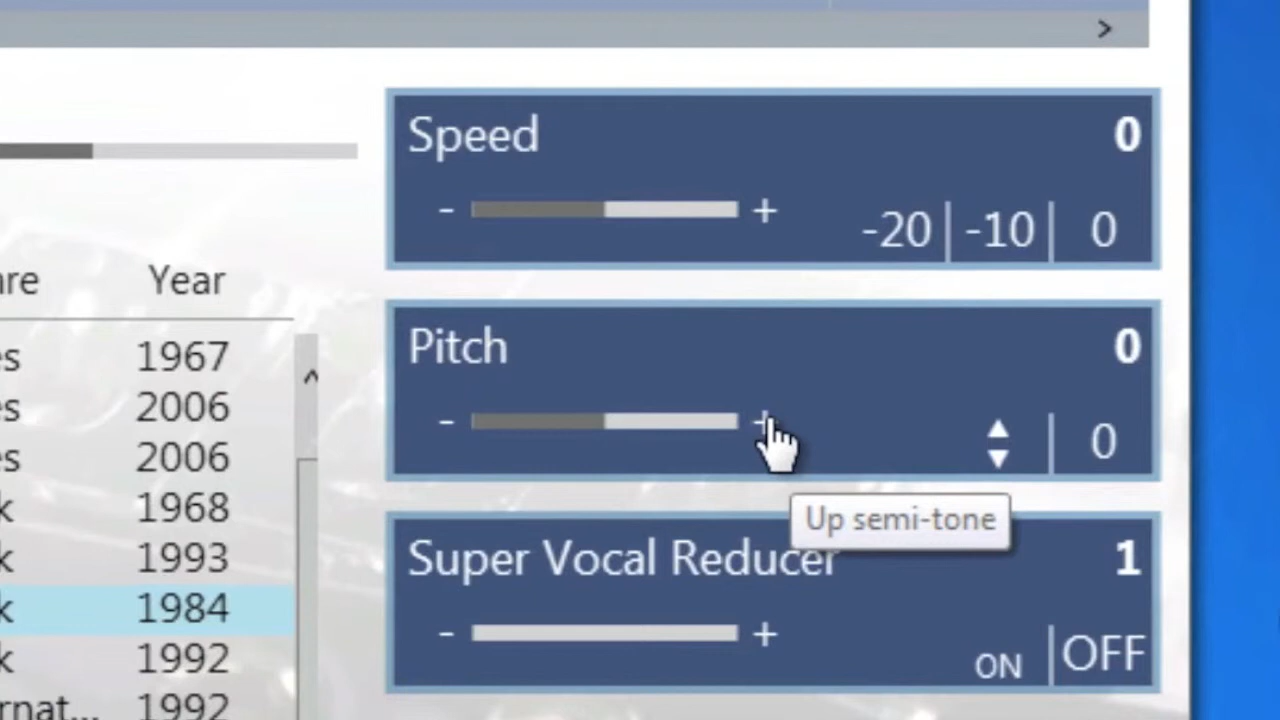 >
Speed 0
- + -20 | -10 | 0
Pitch 0
- + 0
Up semi-tone
Super Vocal Reducer 1
- + ON | OFF
Year
1967
2006
2006
1968
1993
1984
1992
1992